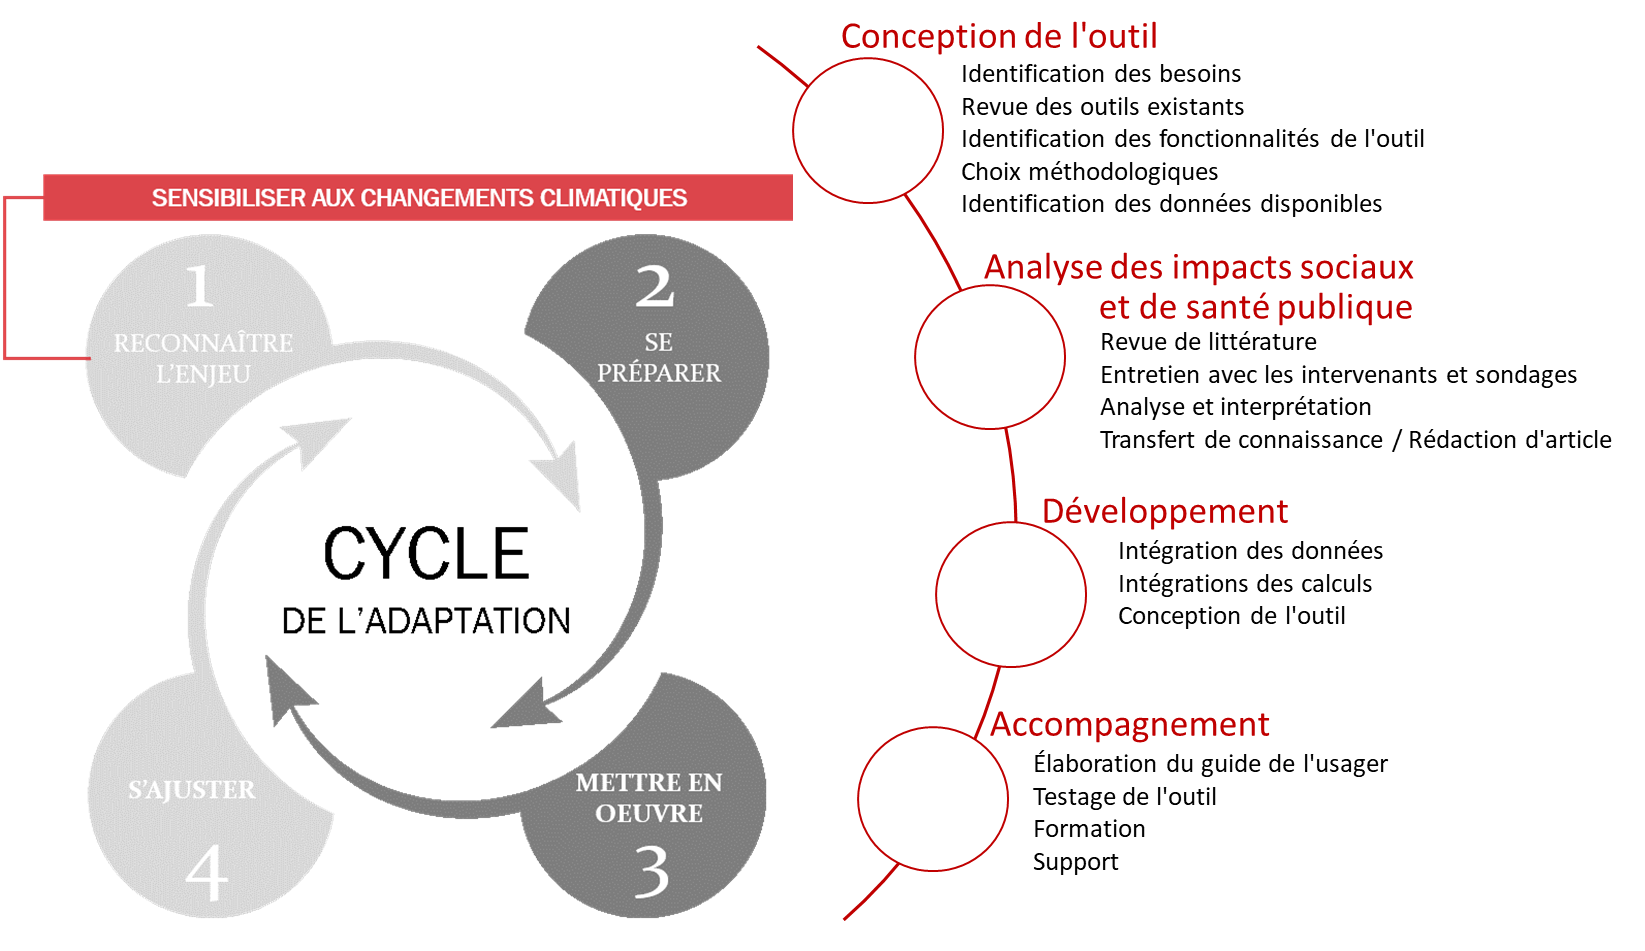 SENSIBILISER AUX CHANGEMENTS CLIMATIQUES
1
RECONNAÎTRE
L'ENJEU
2
SE
PRÉPARER
CYCLE
DE L'ADAPTATION
S'AJUSTER
4
METTRE EN
OEUVRE
3
Conception de l'outil
Identification des besoins
Revue des outils existants
Identification des fonctionnalités de l'outil
Choix méthodologiques
Identification des données disponibles
Analyse des impacts sociaux
et de santé publique
Revue de littérature
Entretien avec les intervenants et sondages
Analyse et interprétation
Transfert de connaissance / Rédaction d'article
Développement
Intégration des données
Intégrations des calculs
Conception de l'outil
Accompagnement
Élaboration du guide de l'usager
Testage de l'outil
Formation
Support